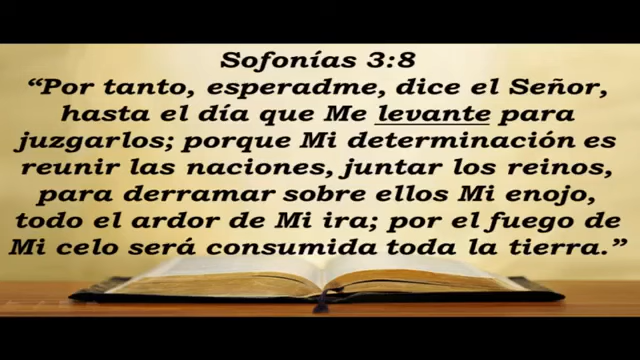 Sofonías 3:8
“Por tanto, esperadme, dice el Señor,
hasta el día que Me levante para
juzgarlos; porque Mi determinación es
reunir las naciones, juntar los reinos,
para derramar sobre ellos Mi enojo,
todo el ardor de Mi ira; por el fuego de
Mi celo será consumida toda la tierra.”